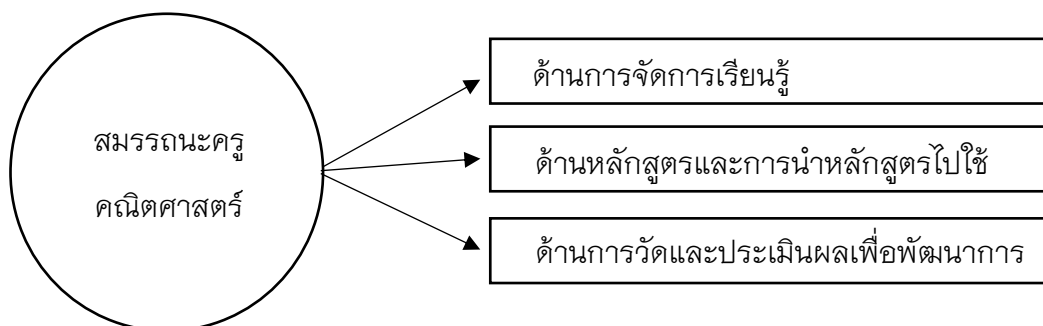 สมรรถนะครู
คณิตศาสตร์
ด้านการจัดการเรียนรู้
ด้านหลักสูตรและการนำหลักสูตรไปใช้
ด้านการวัดและประเมินผลเพื่อพัฒนาการ